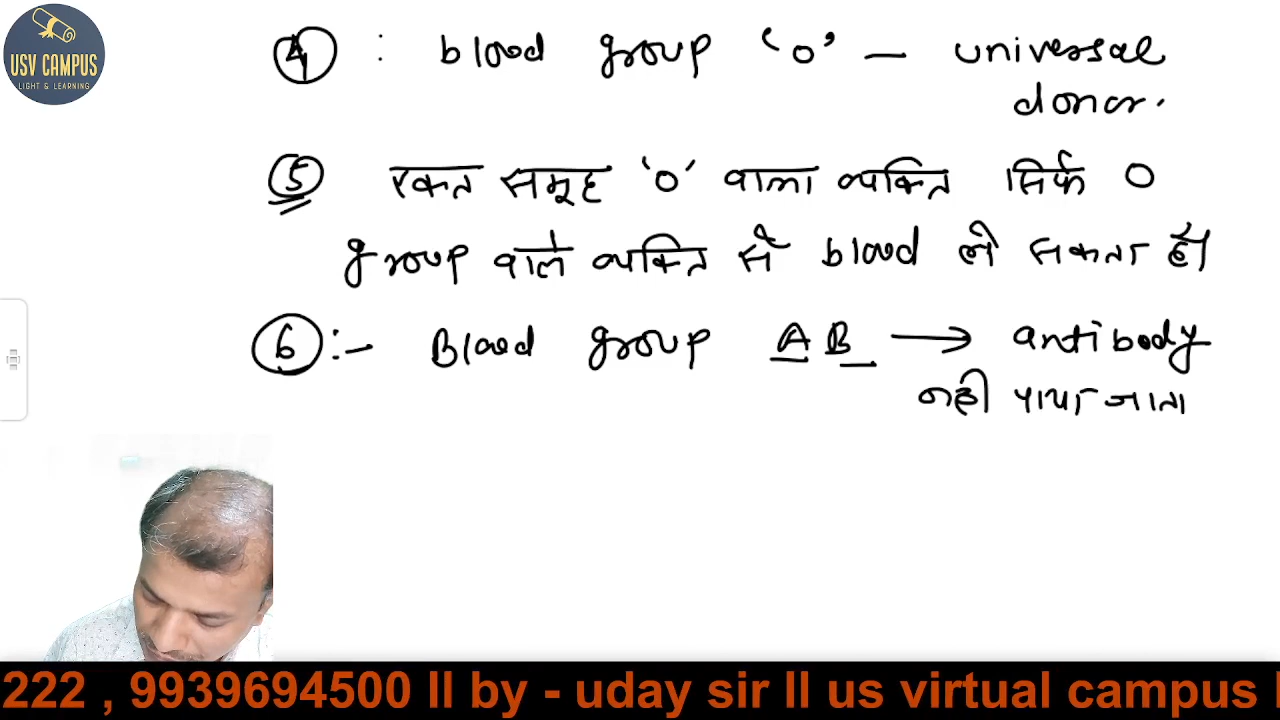 USV CAMPUS
LIGHT & LEARNING
④ : blood group 'o' — universal
donor.
⑤ रक्त समूह 'o' वाला व्यक्ति सिर्फ O
group वाले व्यक्ति से blood ले सकता है।
⑥ :- Blood group AB → antibody
नही पाया जाता
222 , 9939694500 ll by - uday sir ll us virtual campus